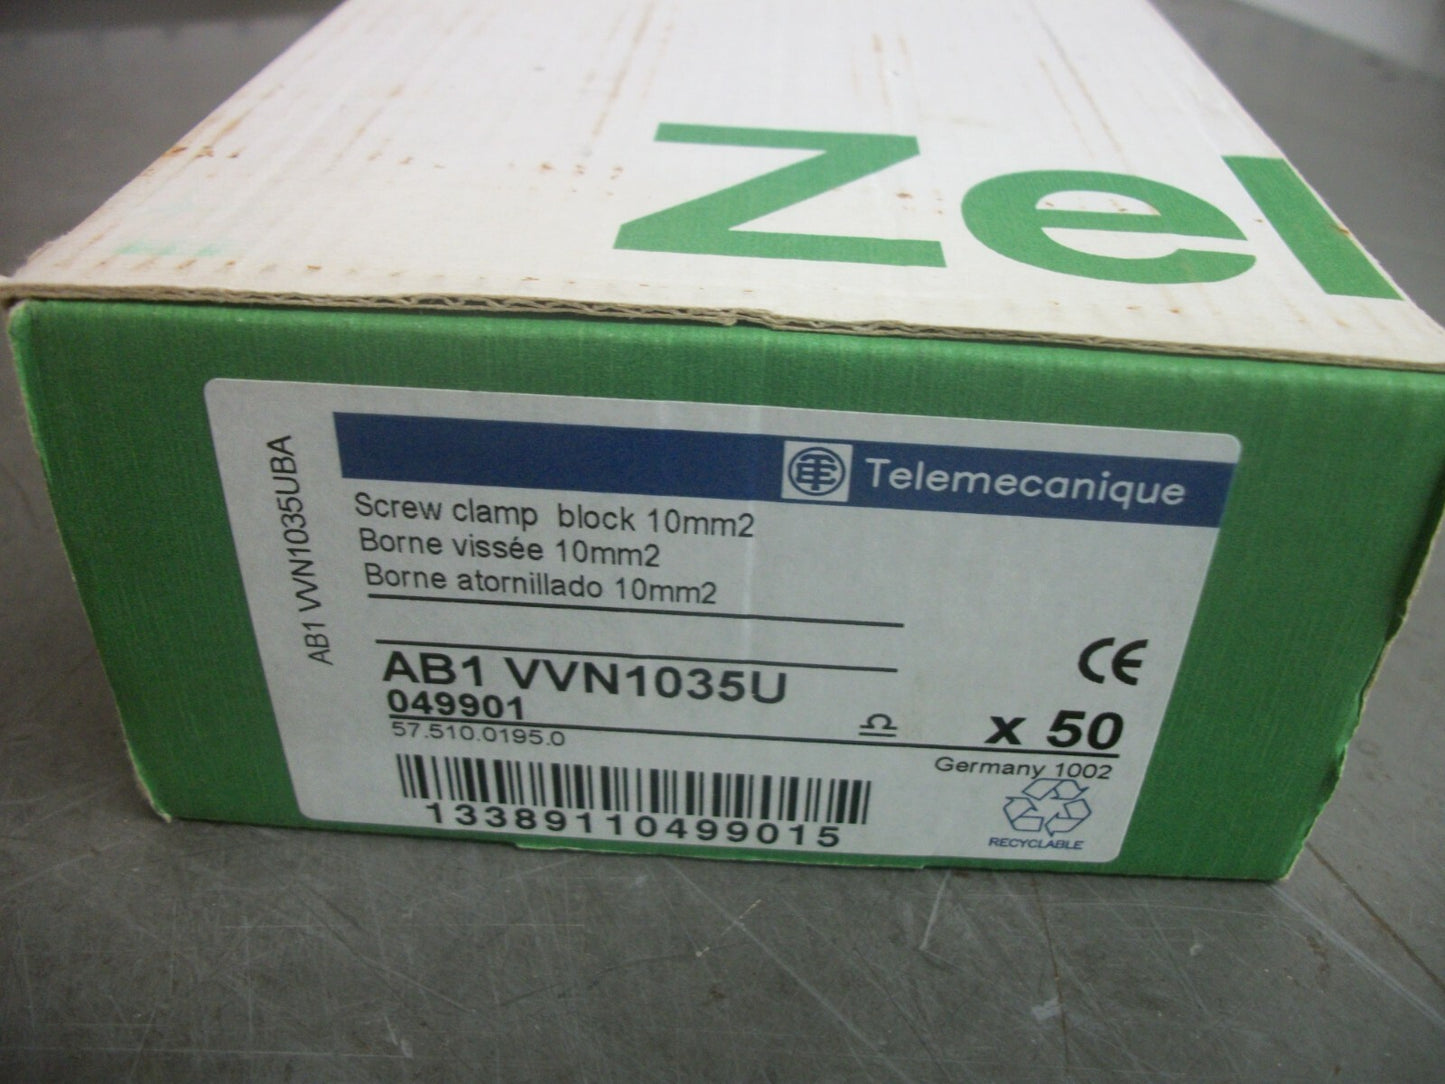 Zel
AB1 VVN1035UBA
Telemecanique
Screw clamp block 10mm2
Borne vissée 10mm2
Borne atornillado 10mm2
AB1 VVN1035U
049901
57.510.0195.0
x 50
Germany 1002
13389110499015
RECYCLABLE
CE